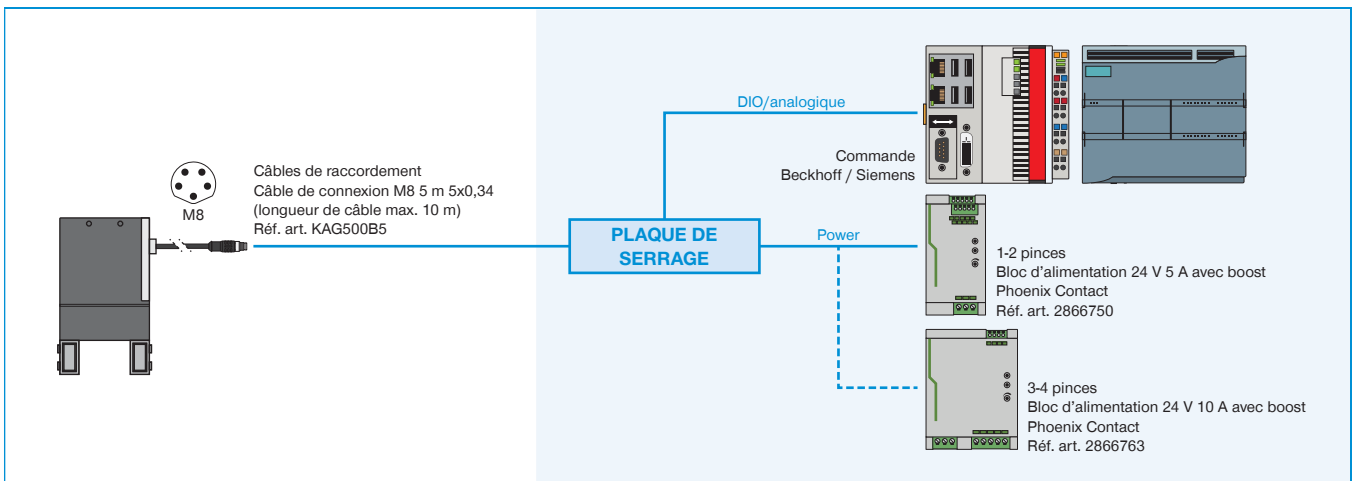 M8
Câbles de raccordement
Câble de connexion M8 5 m 5x0,34
(longueur de câble max. 10 m)
Réf. art. KAG500B5
PLAQUE DE
SERRAGE
DIO/analogique
Commande
Beckhoff / Siemens
Power
1-2 pinces
Bloc d'alimentation 24 V 5 A avec boost
Phoenix Contact
Réf. art. 2866750
3-4 pinces
Bloc d'alimentation 24 V 10 A avec boost
Phoenix Contact
Réf. art. 2866763